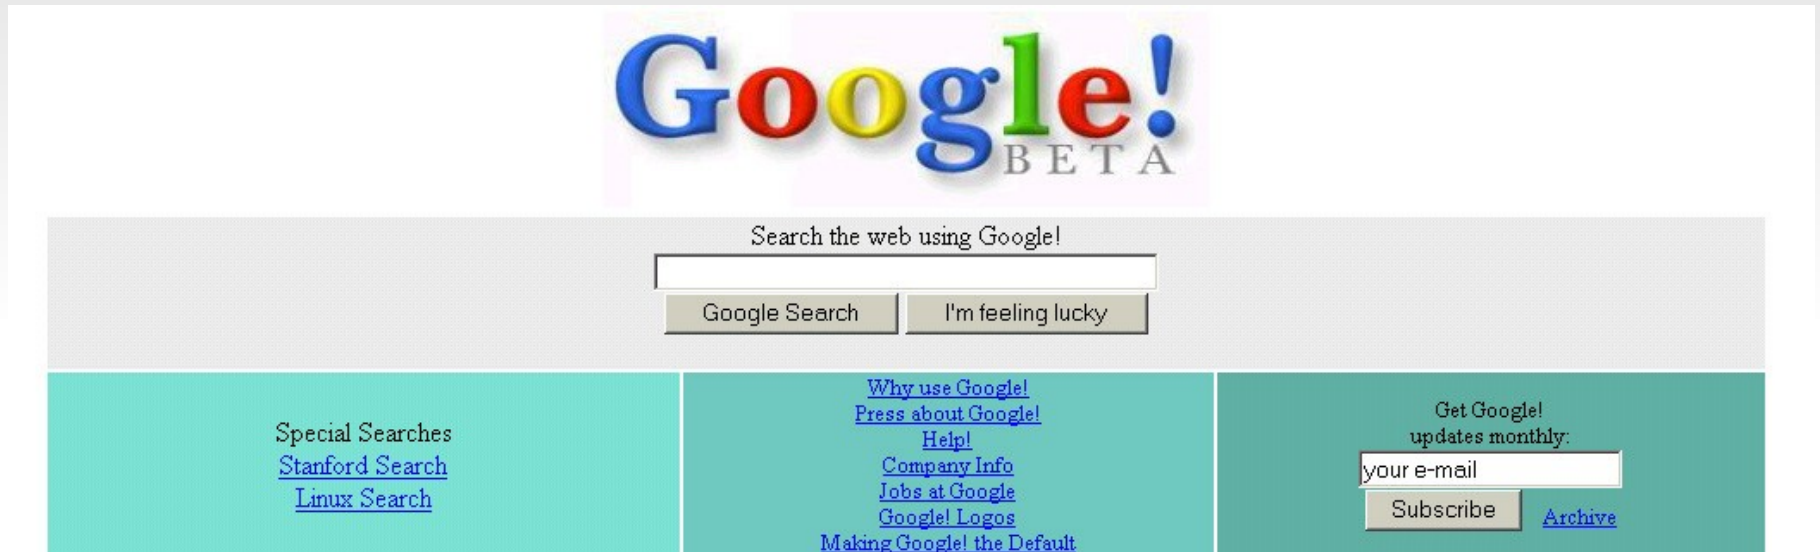 Google!
BETA
Search the web using Google!
Google Search I'm feeling lucky
Special Searches
Stanford Search
Linux Search
Why use Google!
Press about Google!
Help!
Company Info
Jobs at Google
Google! Logos
Making Google! the Default
Get Google!
updates monthly:
your e-mail
Subscribe Archive